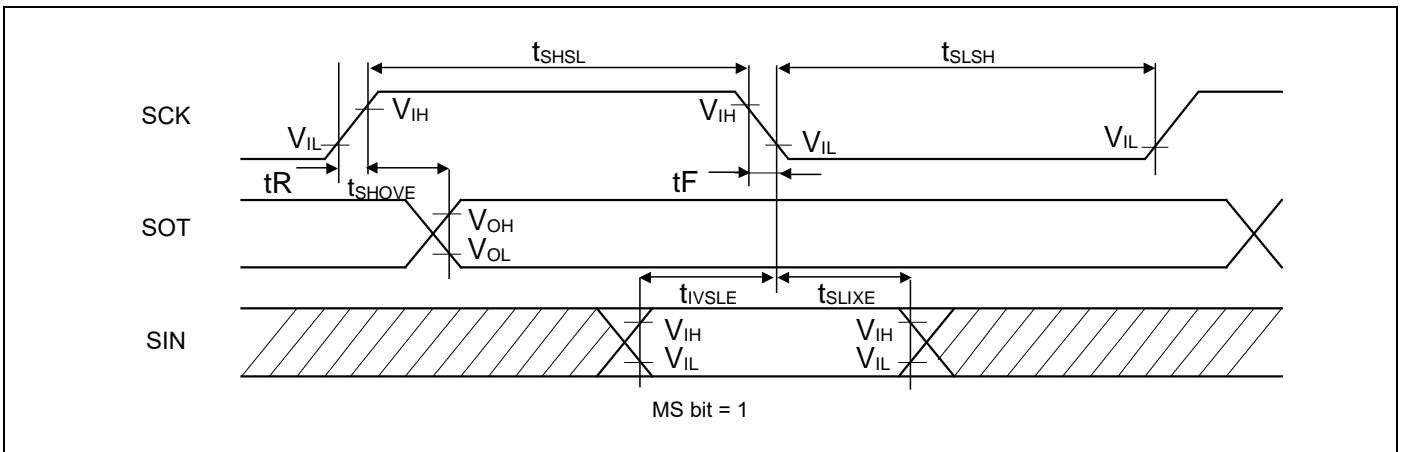 tSHSL tSLSH
SCK VIH VIH
VIL VIL VIL
tR tSHOVE tF
SOT VOH
VOL
tIVSLE tSLIXE
SIN VIH VIH
VIL VIL
MS bit = 1